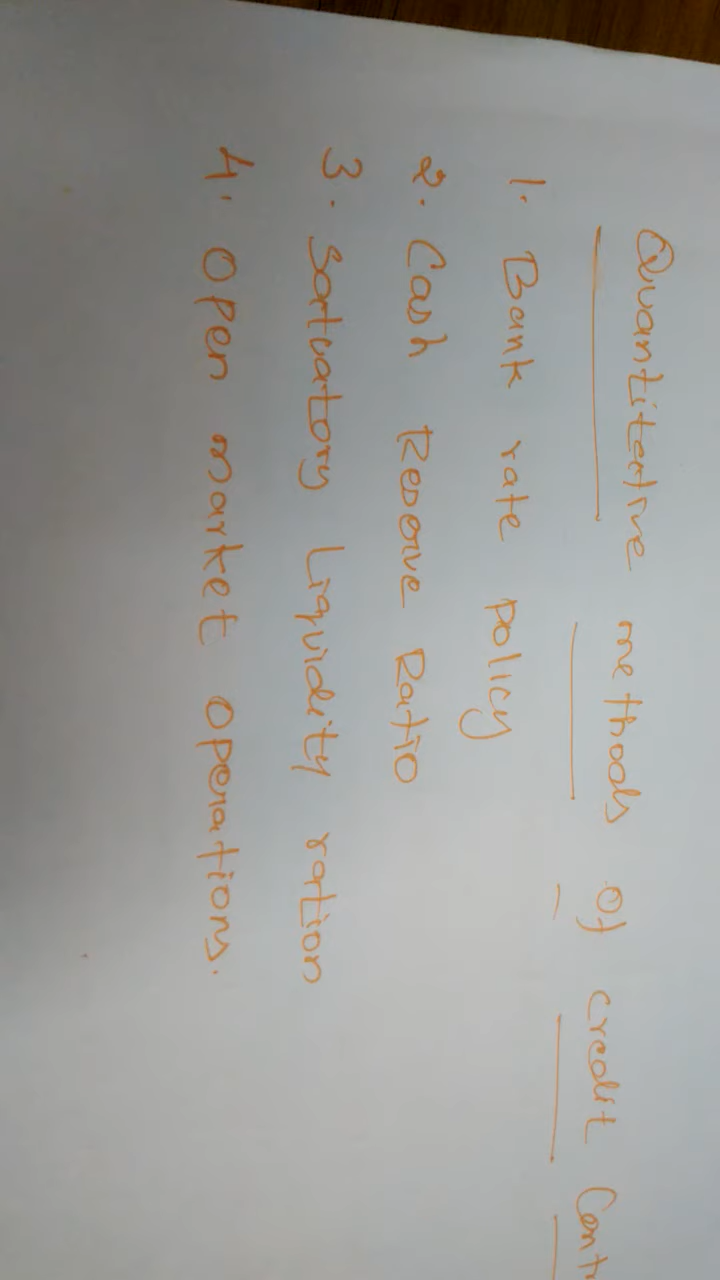 Quantitative methods of credit Cont
1. Bank rate policy
2. Cash Reserve Ratio
3. Sartuatory Liquidity ration
4. Open market operations.